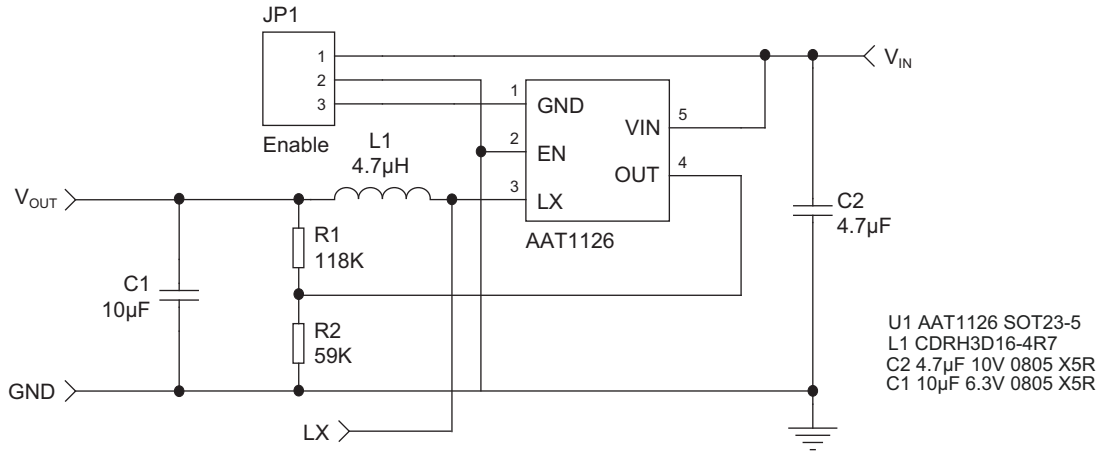 JP1
1
2
3
Enable
V_IN
1
GND
2
EN
3
LX
5
VIN
4
OUT
AAT1126
L1
4.7μH
V_OUT
R1
118K
C1
10μF
R2
59K
C2
4.7μF
GND
LX
U1 AAT1126 SOT23-5
L1 CDRH3D16-4R7
C2 4.7μF 10V 0805 X5R
C1 10μF 6.3V 0805 X5R